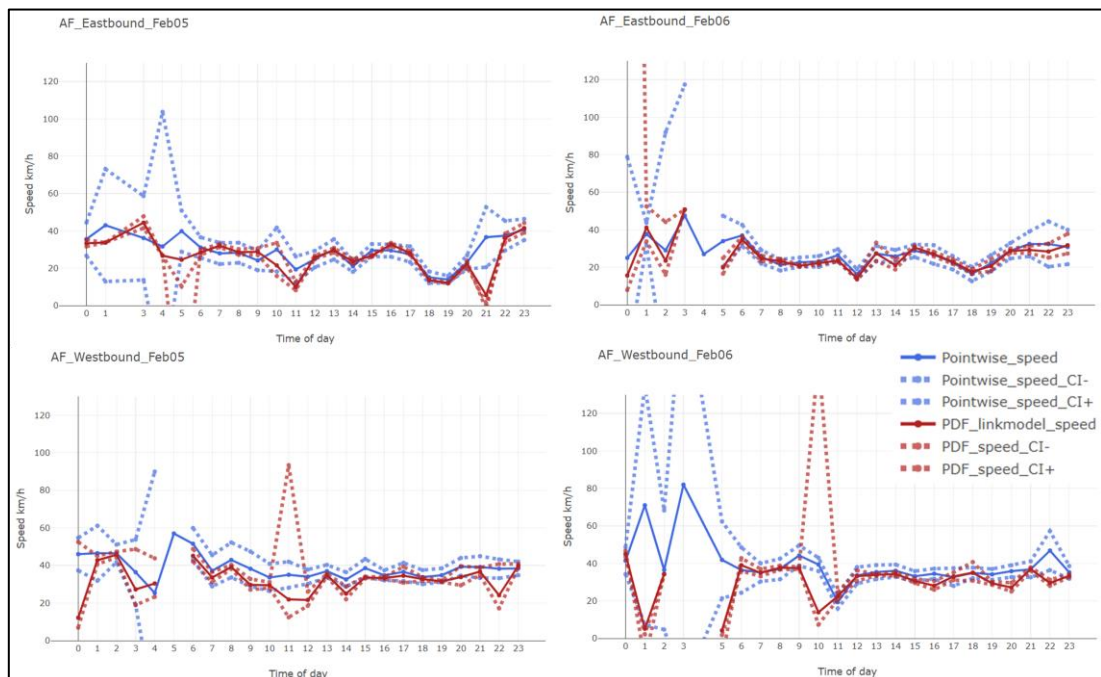 AF_Eastbound_Feb05
Speed km/h
120
100
80
60
40
20
0
0 1 3 4 5 6 7 8 9 10 11 12 13 14 15 16 17 18 19 20 21 22 23
Time of day
AF_Eastbound_Feb06
Speed km/h
120
100
80
60
40
20
0
0 1 2 3 4 5 6 7 8 9 10 11 12 13 14 15 16 17 18 19 20 21 22 23
Time of day
AF_Westbound_Feb05
Speed km/h
120
100
80
60
40
20
0
0 1 2 3 4 5 6 7 8 9 10 11 12 13 14 15 16 17 18 19 20 21 22 23
Time of day
AF_Westbound_Feb06
Speed km/h
120
100
80
60
40
20
0
0 1 2 3 5 6 7 8 9 10 11 12 13 14 15 16 17 18 19 20 21 22 23
Time of day
Pointwise_speed
Pointwise_speed_CI-
Pointwise_speed_CI+
PDF_linkmodel_speed
PDF_speed_CI-
PDF_speed_CI+